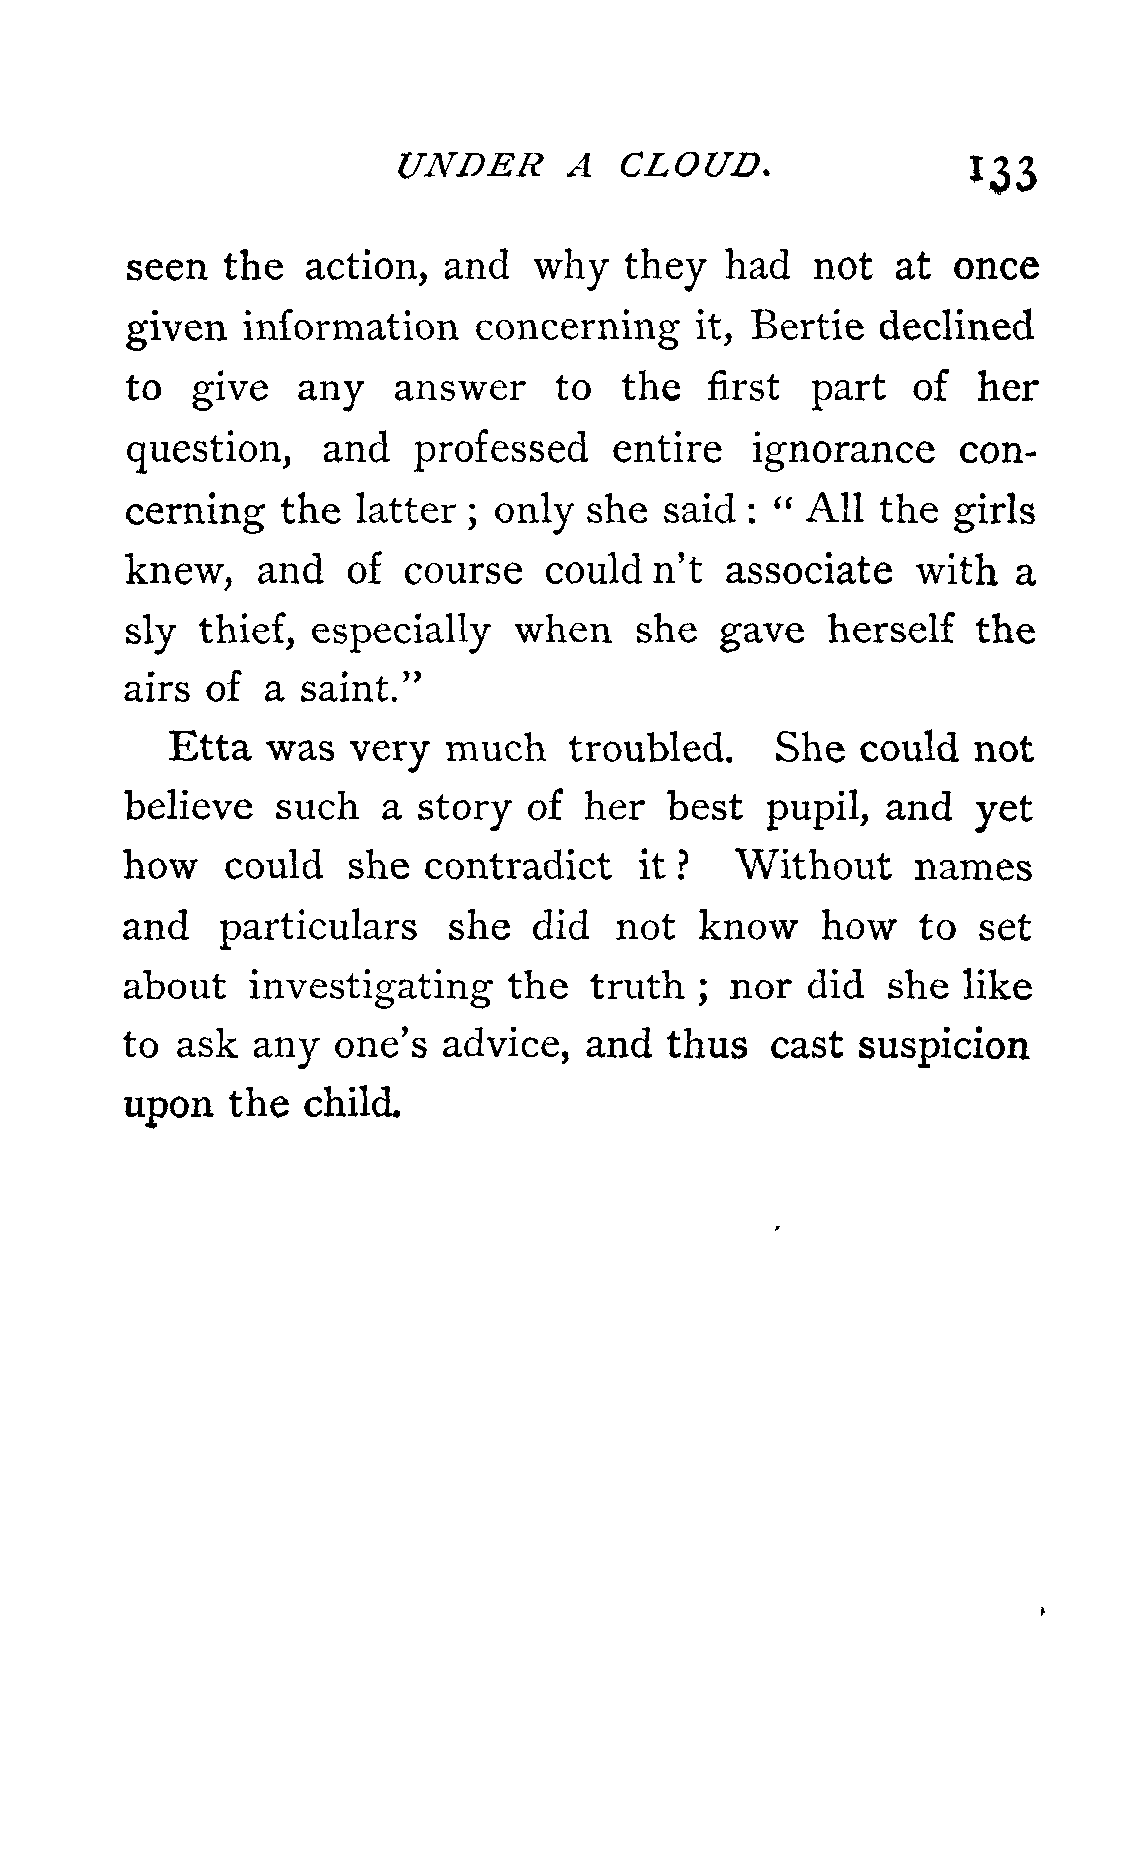 UNDER A CLOUD. 133
seen the action, and why they had not at once
given information concerning it, Bertie declined
to give any answer to the first part of her
question, and professed entire ignorance con-
cerning the latter ; only she said : “ All the girls
knew, and of course could n’t associate with a
sly thief, especially when she gave herself the
airs of a saint.”
Etta was very much troubled. She could not
believe such a story of her best pupil, and yet
how could she contradict it ? Without names
and particulars she did not know how to set
about investigating the truth ; nor did she like
to ask any one’s advice, and thus cast suspicion
upon the child.